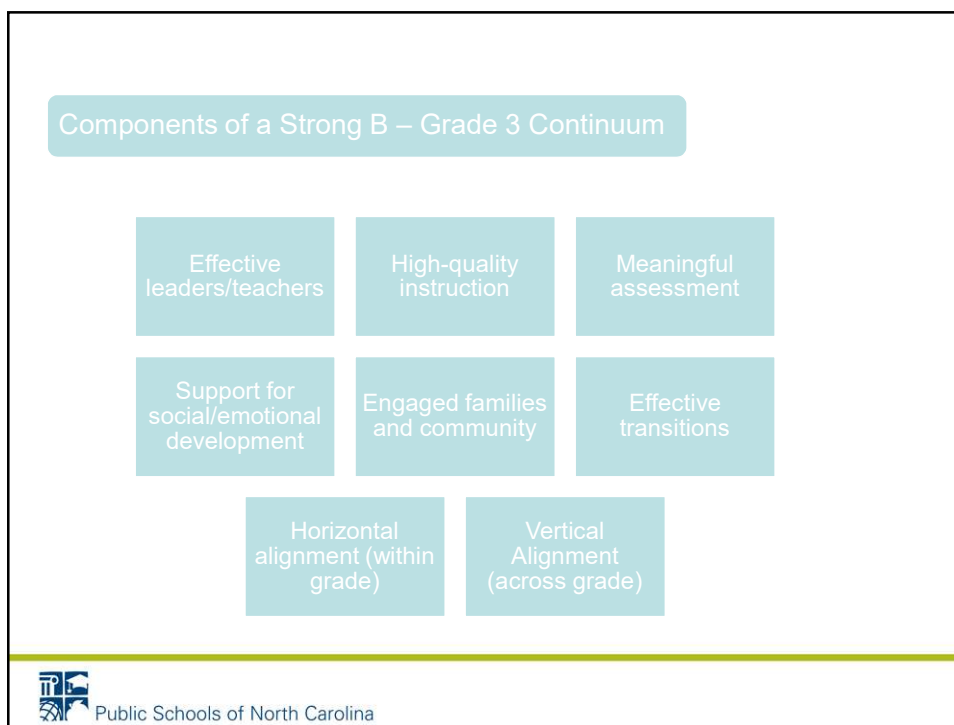 Components of a Strong B – Grade 3 Continuum
Effective
leaders/teachers
High-quality
instruction
Meaningful
assessment
Support for
social/emotional
development
Engaged families
and community
Effective
transitions
Horizontal
alignment (within
grade)
Vertical
Alignment
(across grade)
Public Schools of North Carolina